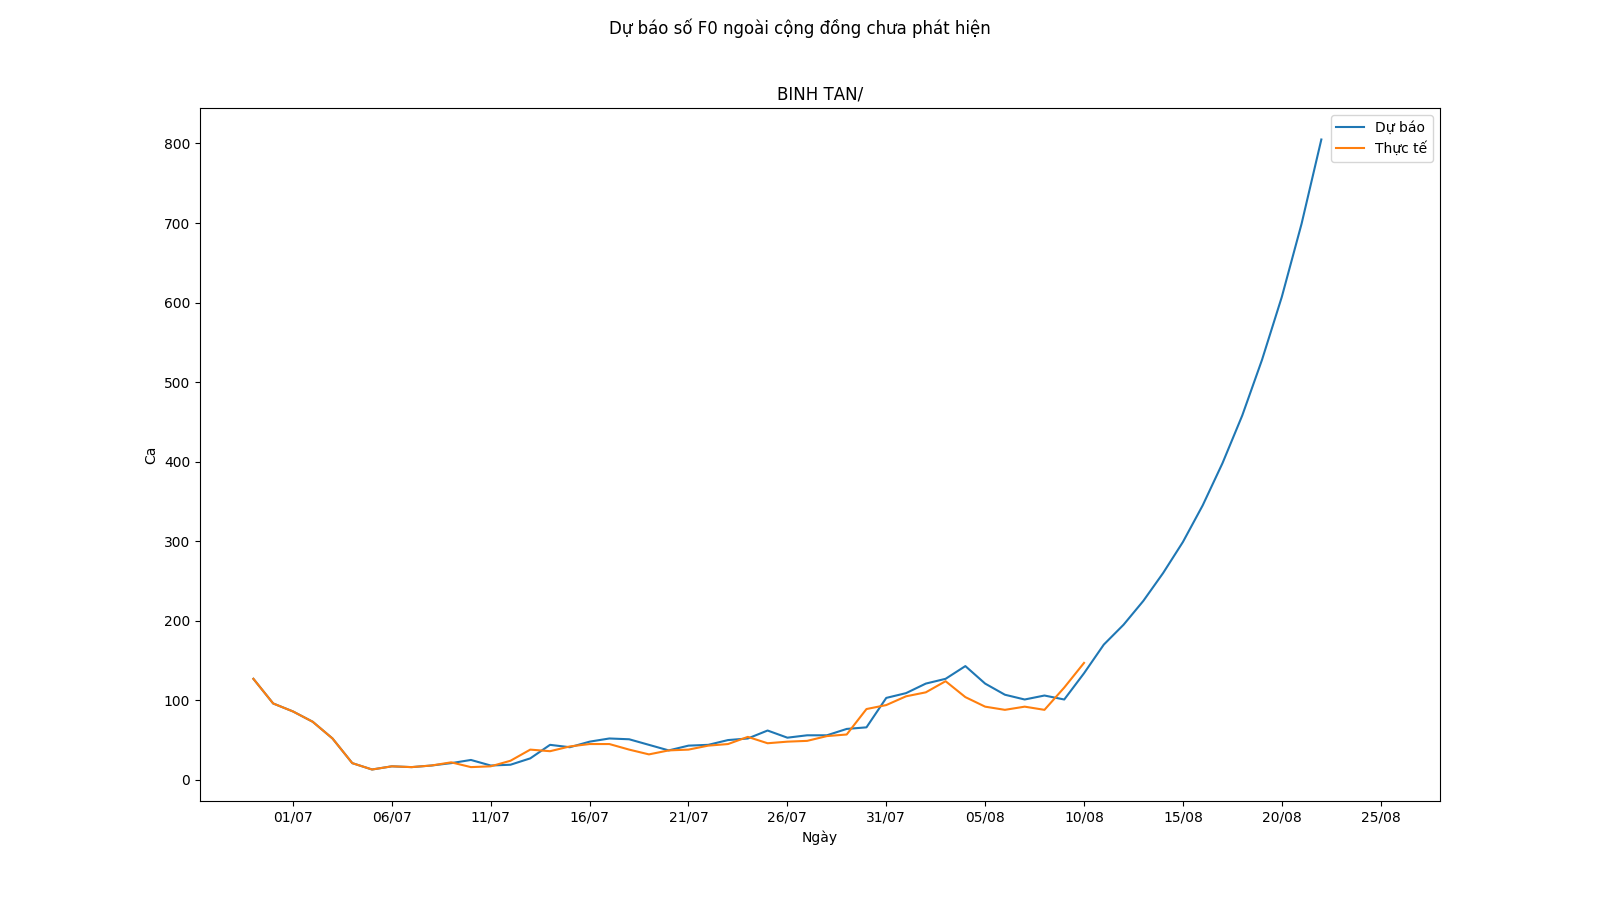 Dự báo số F0 ngoài cộng đồng chưa phát hiện
BINH TAN/
Dự báo
Thực tế
800
700
600
500
400
300
200
100
0
Ca
01/07 06/07 11/07 16/07 21/07 26/07 31/07 05/08 10/08 15/08 20/08 25/08
Ngày